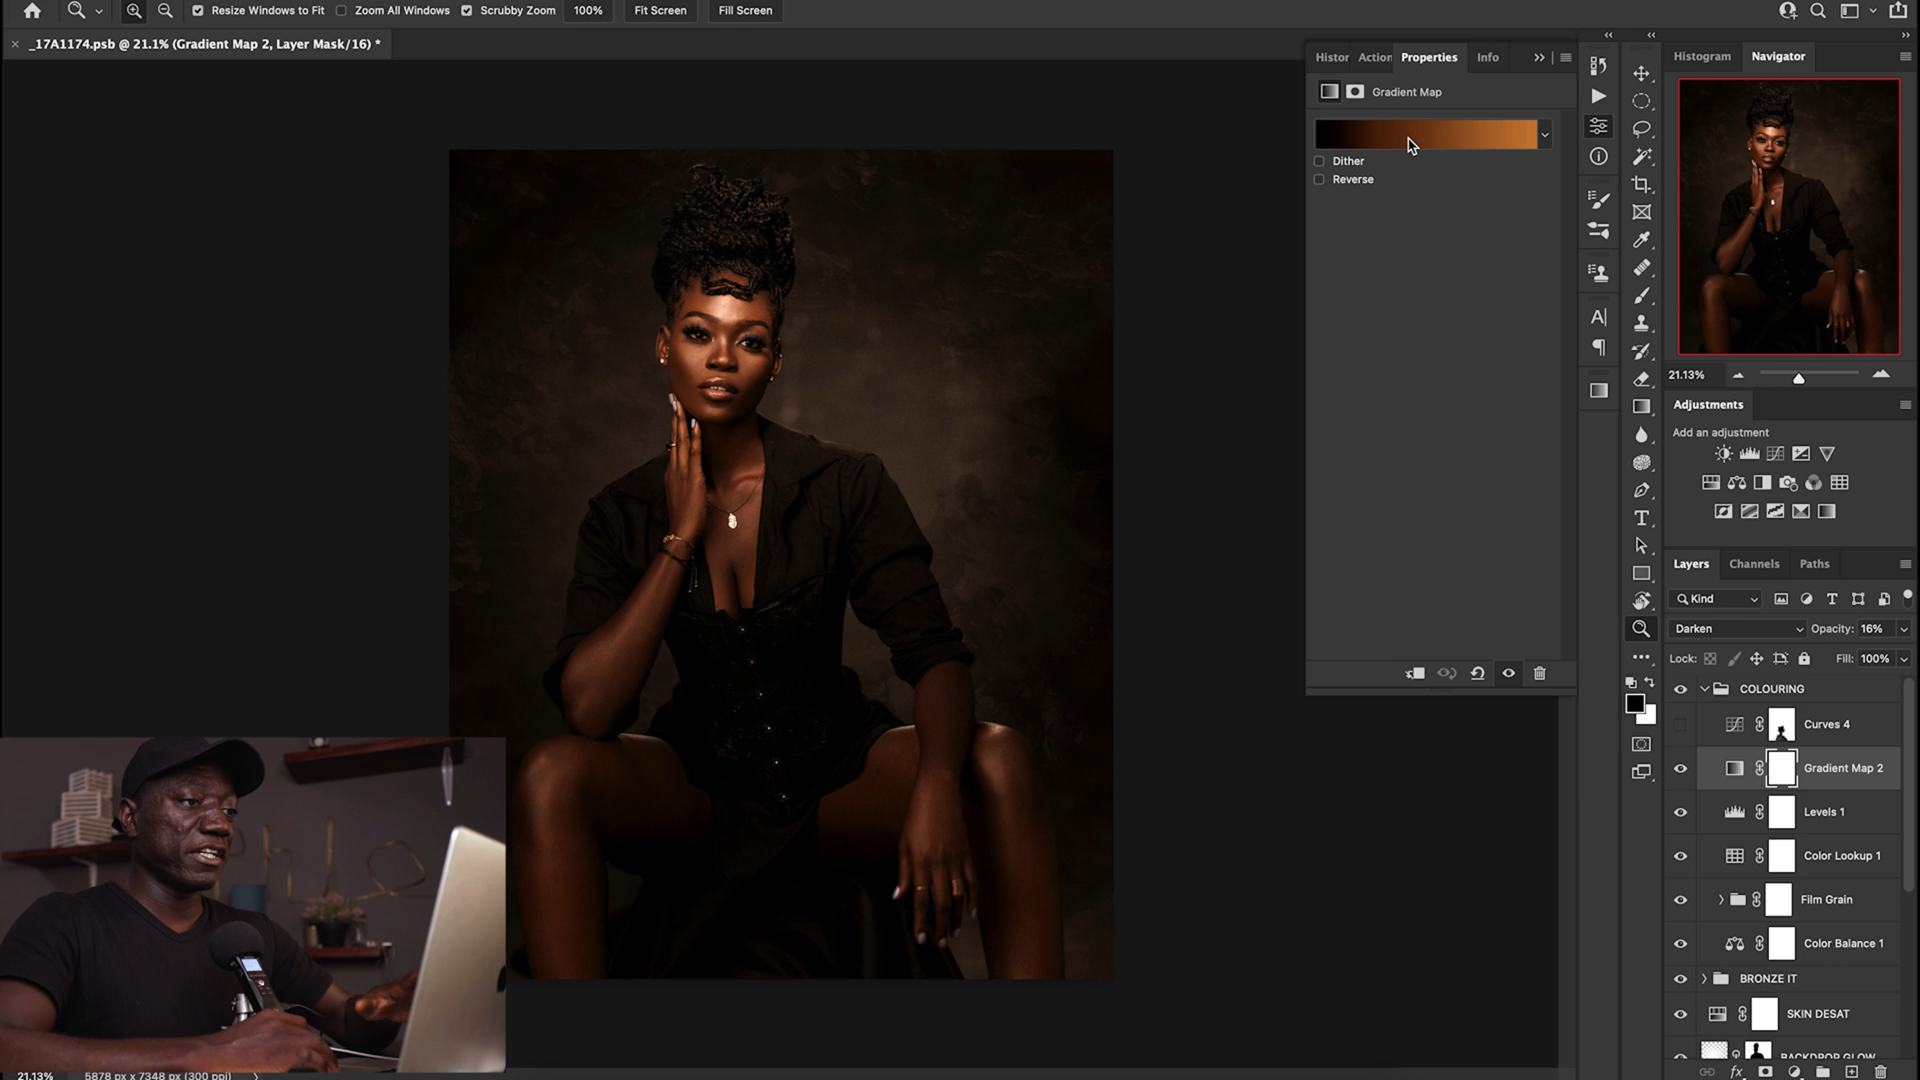 Resize Windows to Fit
Zoom All Windows
Scrubby Zoom
100%
Fit Screen
Fill Screen
_17A1174.psb @ 21.1% (Gradient Map 2, Layer Mask/16) *
Histor
Action
Properties
Info
Gradient Map
Dither
Reverse
Histogram
Navigator
21.13%
Adjustments
Add an adjustment
Layers
Channels
Paths
Kind
Darken
Opacity: 16%
Lock:
Fill: 100%
COLOURING
Curves 4
Gradient Map 2
Levels 1
Color Lookup 1
Film Grain
Color Balance 1
BRONZE IT
SKIN DESAT
BACKDROP GLOW
21.13%
5878 px x 7348 px (300 ppi)